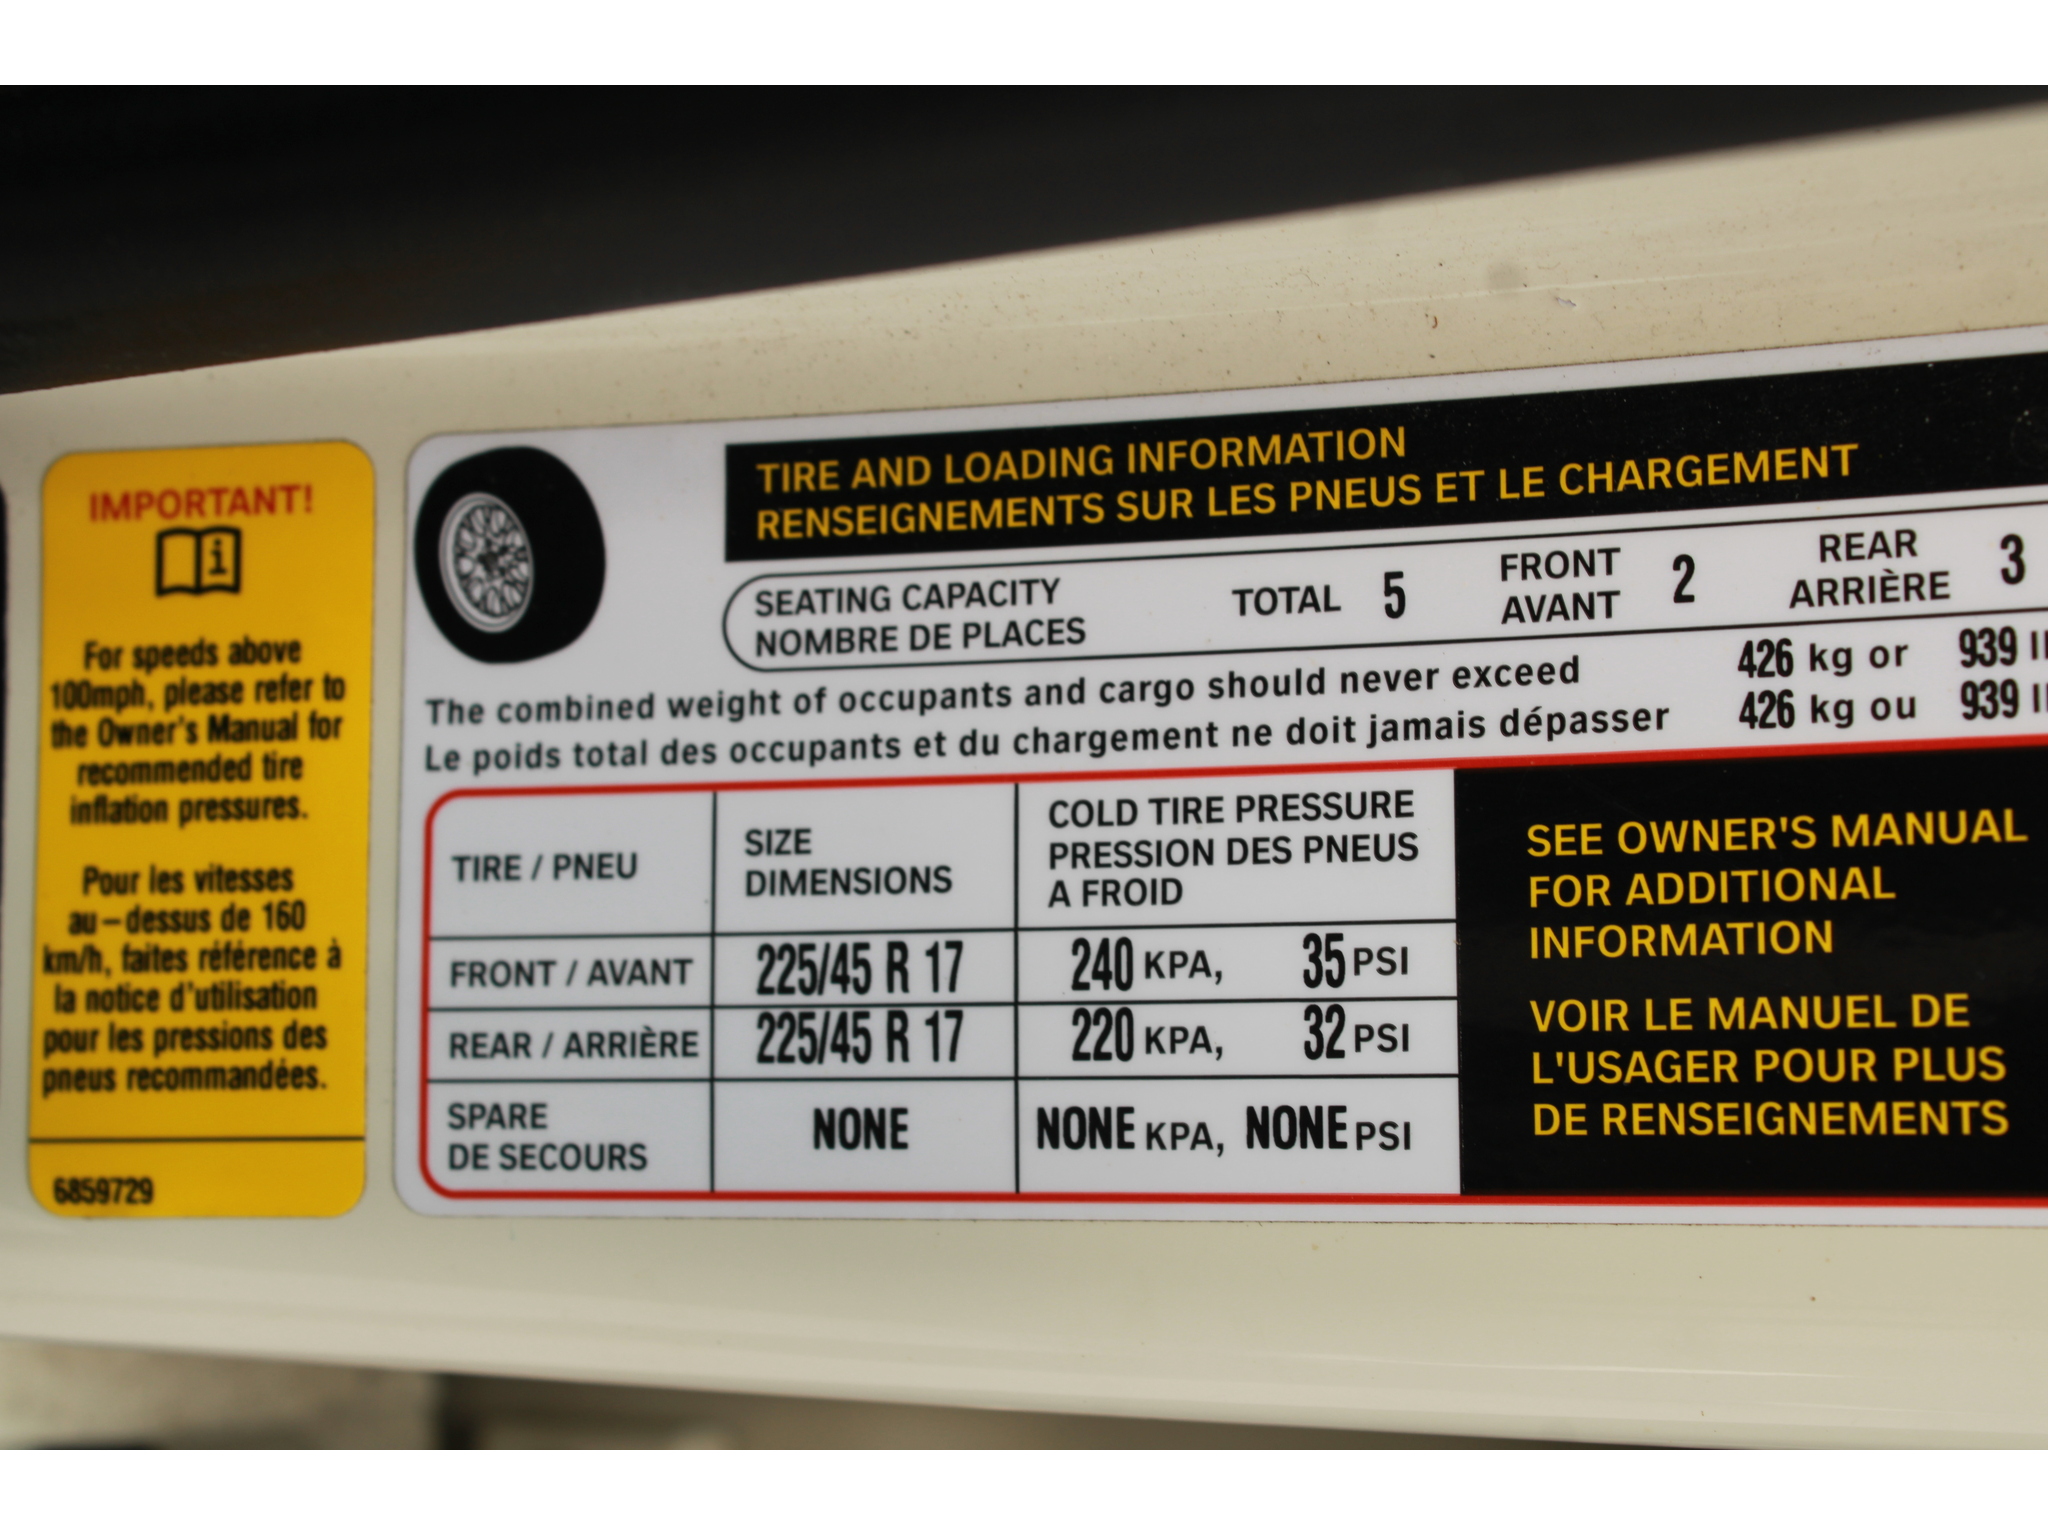 IMPORTANT!
i
For speeds above
100mph, please refer to
the Owner's Manual for
recommended tire
inflation pressures.
Pour les vitesses
au-dessus de 160
km/h, faites référence à
la notice d'utilisation
pour les pressions des
pneus recommandées.
6859729
TIRE AND LOADING INFORMATION
RENSEIGNEMENTS SUR LES PNEUS ET LE CHARGEMENT
SEATING CAPACITY
NOMBRE DE PLACES
TOTAL 5
FRONT
AVANT
2
REAR
ARRIÈRE
3
The combined weight of occupants and cargo should never exceed 426 kg or 939
Le poids total des occupants et du chargement ne doit jamais dépasser 426 kg ou 939
TIRE / PNEU
SIZE
DIMENSIONS
COLD TIRE PRESSURE
PRESSION DES PNEUS
A FROID
FRONT / AVANT 225/45 R 17 240 KPA, 35 PSI
REAR / ARRIÈRE 225/45 R 17 220 KPA, 32 PSI
SPARE
DE SECOURS
NONE NONE KPA, NONE PSI
SEE OWNER'S MANUAL
FOR ADDITIONAL
INFORMATION
VOIR LE MANUEL DE
L'USAGER POUR PLUS
DE RENSEIGNEMENTS